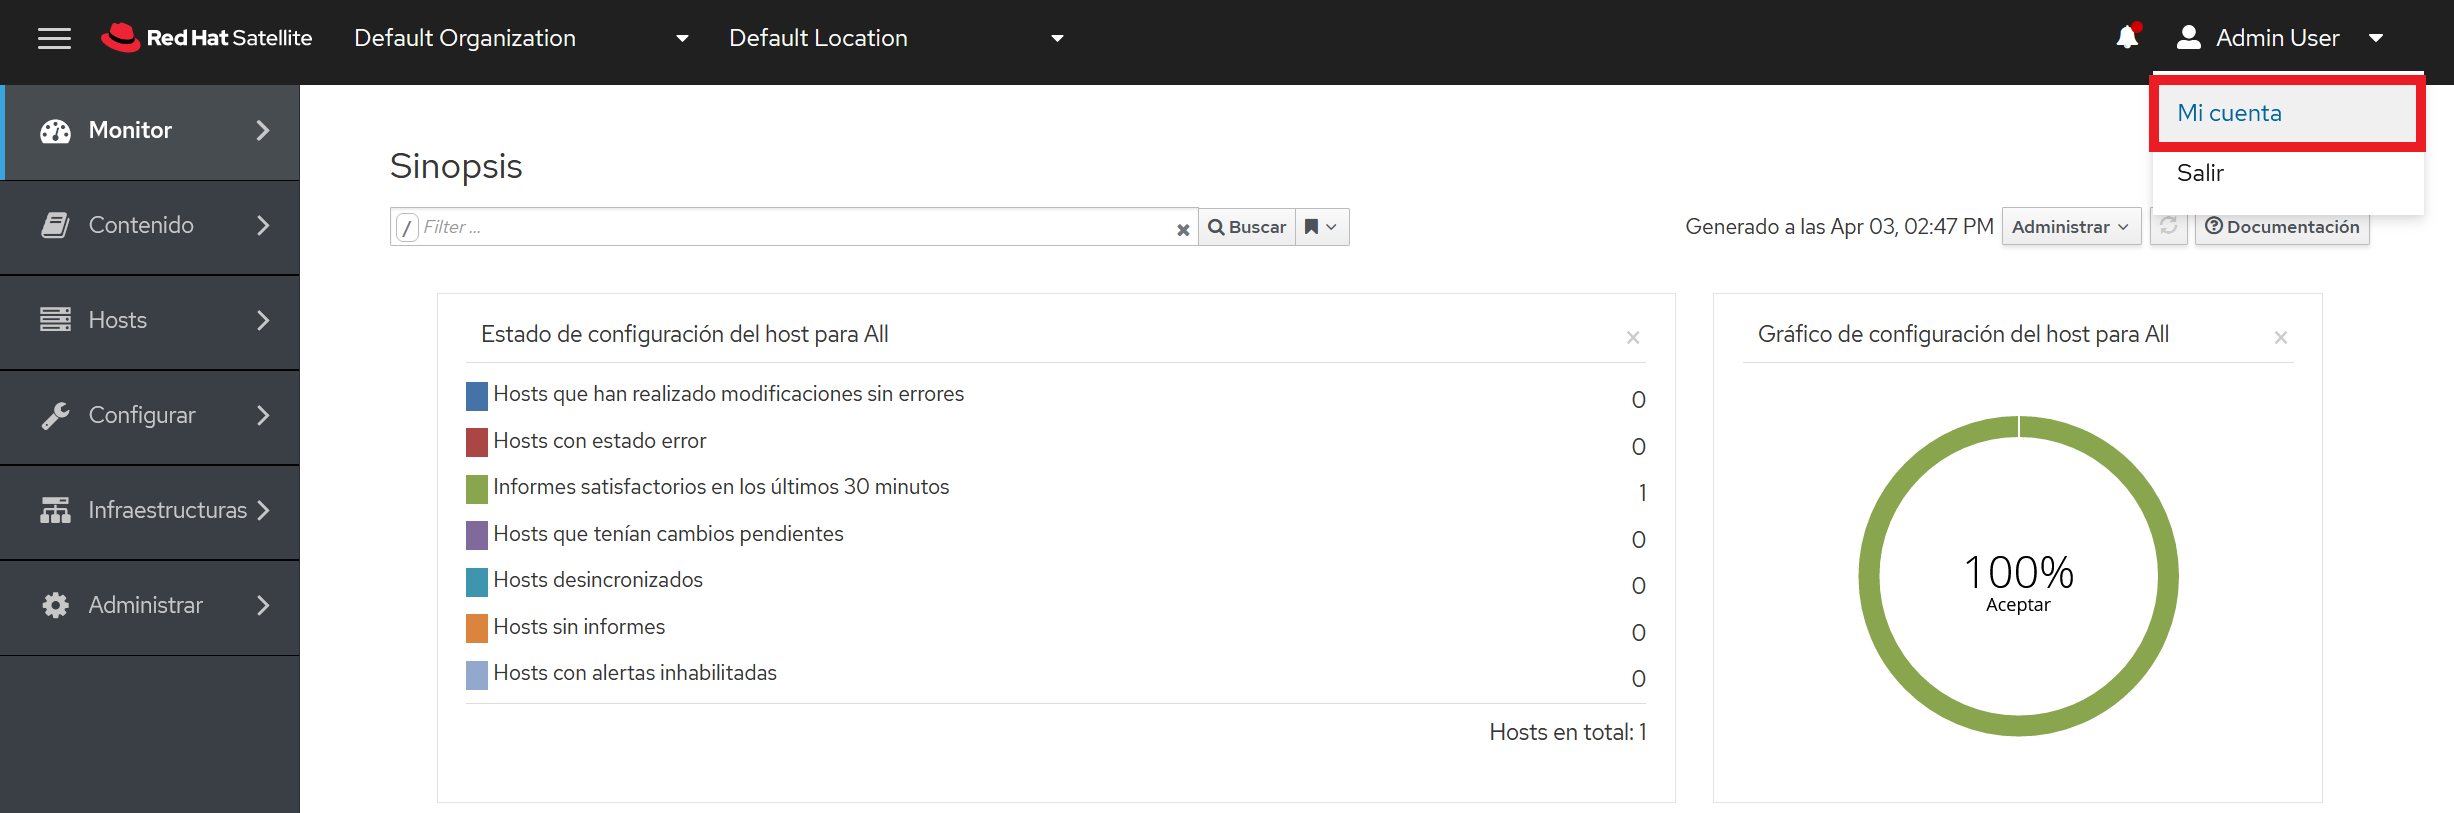 Red Hat Satellite Default Organization Default Location Admin User
Mi cuenta
Salir
Monitor
Contenido
Hosts
Configurar
Infraestructuras
Administrar
Sinopsis
/ Filter ... Buscar
Generado a las Apr 03, 02:47 PM Administrar Documentación
Estado de configuración del host para All
Hosts que han realizado modificaciones sin errores 0
Hosts con estado error 0
Informes satisfactorios en los últimos 30 minutos 1
Hosts que tenían cambios pendientes 0
Hosts desincronizados 0
Hosts sin informes 0
Hosts con alertas inhabilitadas 0
Hosts en total: 1
Gráfico de configuración del host para All
100%
Aceptar